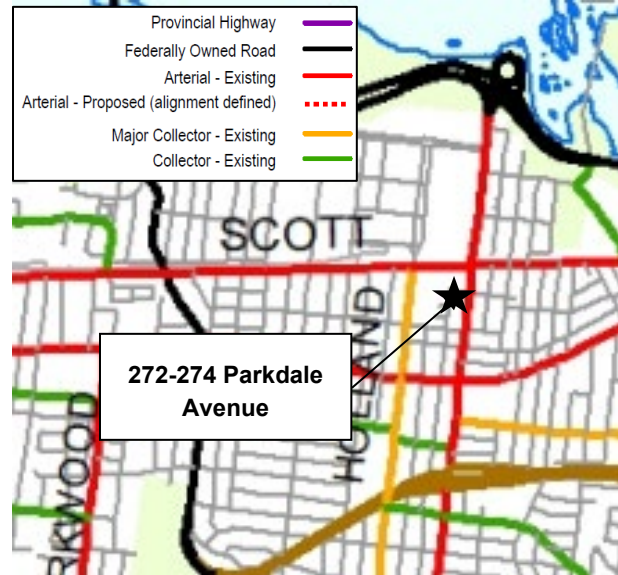 Provincial Highway
Federally Owned Road
Arterial - Existing
Arterial - Proposed (alignment defined)
Major Collector - Existing
Collector - Existing
SCOTT
HOLLAND
272-274 Parkdale
Avenue
RKWOOD